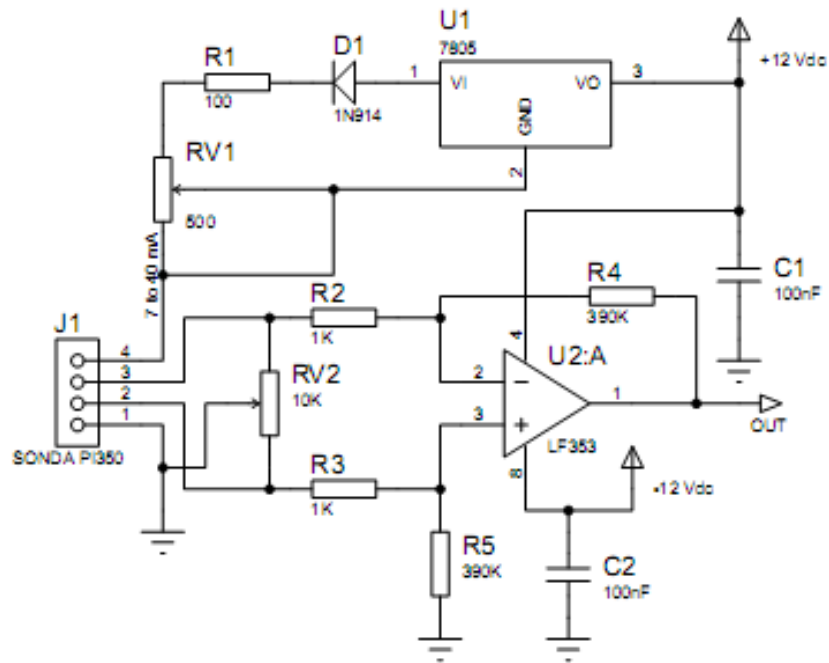 U1
7805
D1
1N914
R1
100
1
VI
VO
3
GND
2
+12 Vdc
RV1
500
7 to 40 mA
C1
100nF
R4
390K
J1
4
3
2
1
SONDA PI350
R2
1K
RV2
10K
R3
1K
4
U2:A
2
3
1
8
LF353
OUT
-12 Vdc
R5
390K
C2
100nF